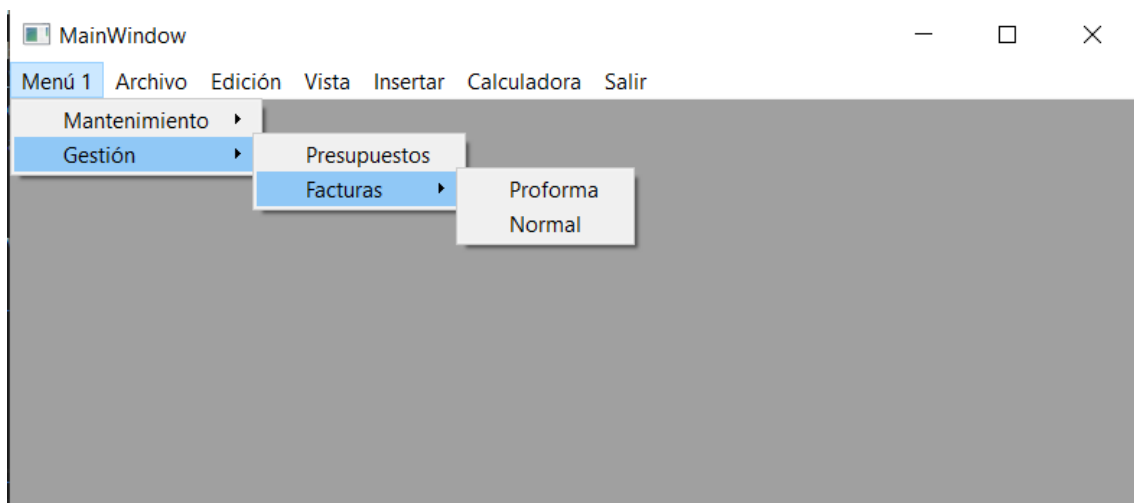 MainWindow
Menú 1 Archivo Edición Vista Insertar Calculadora Salir
Mantenimiento
Gestión Presupuestos
Facturas Proforma
Normal